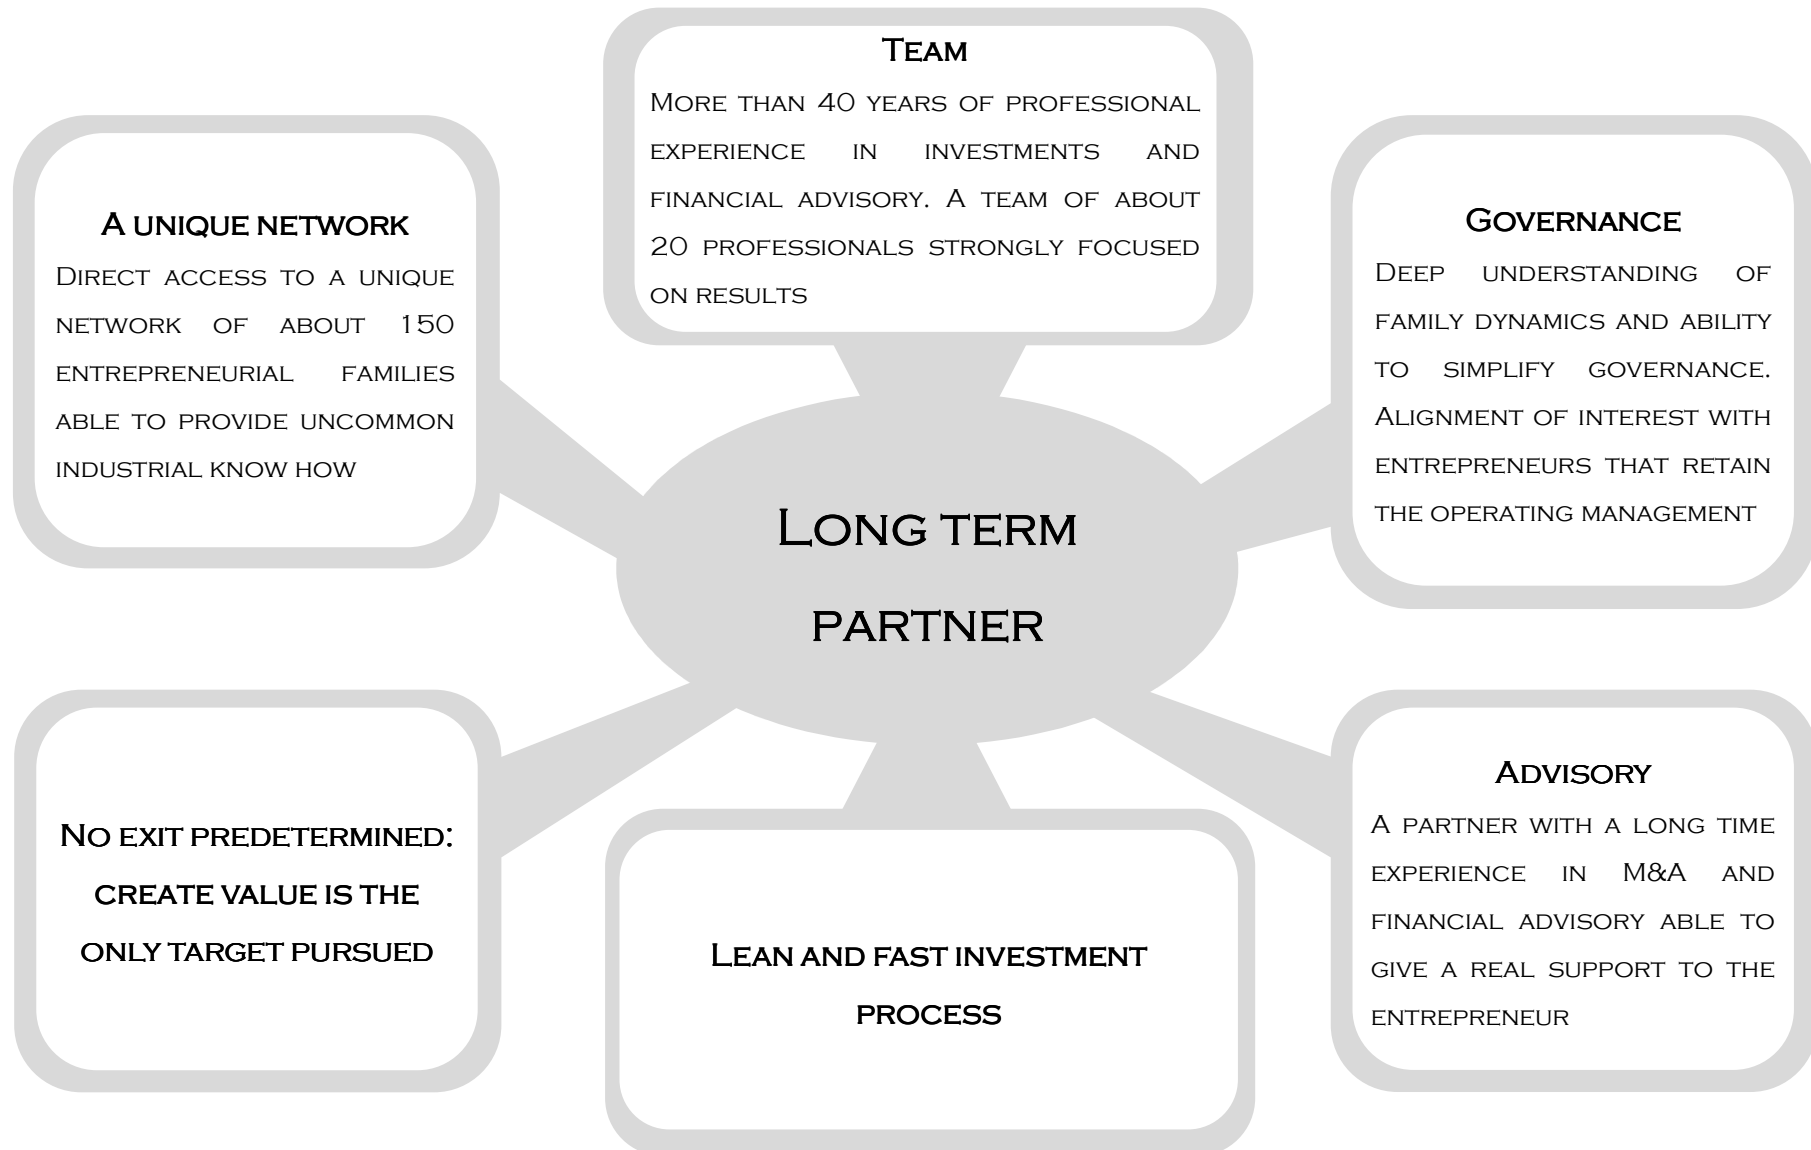 Team
More than 40 years of professional
experience in investments and
financial advisory. A team of about
20 professionals strongly focused
on results
A unique network
Direct access to a unique
network of about 150
entrepreneurial families
able to provide uncommon
industrial know how
Governance
Deep understanding of
family dynamics and ability
to simplify governance.
Alignment of interest with
entrepreneurs that retain
the operating management
Long term
partner
No exit predetermined:
create value is the
only target pursued
Lean and fast investment
process
Advisory
A partner with a long time
experience in M&A and
financial advisory able to
give a real support to the
entrepreneur